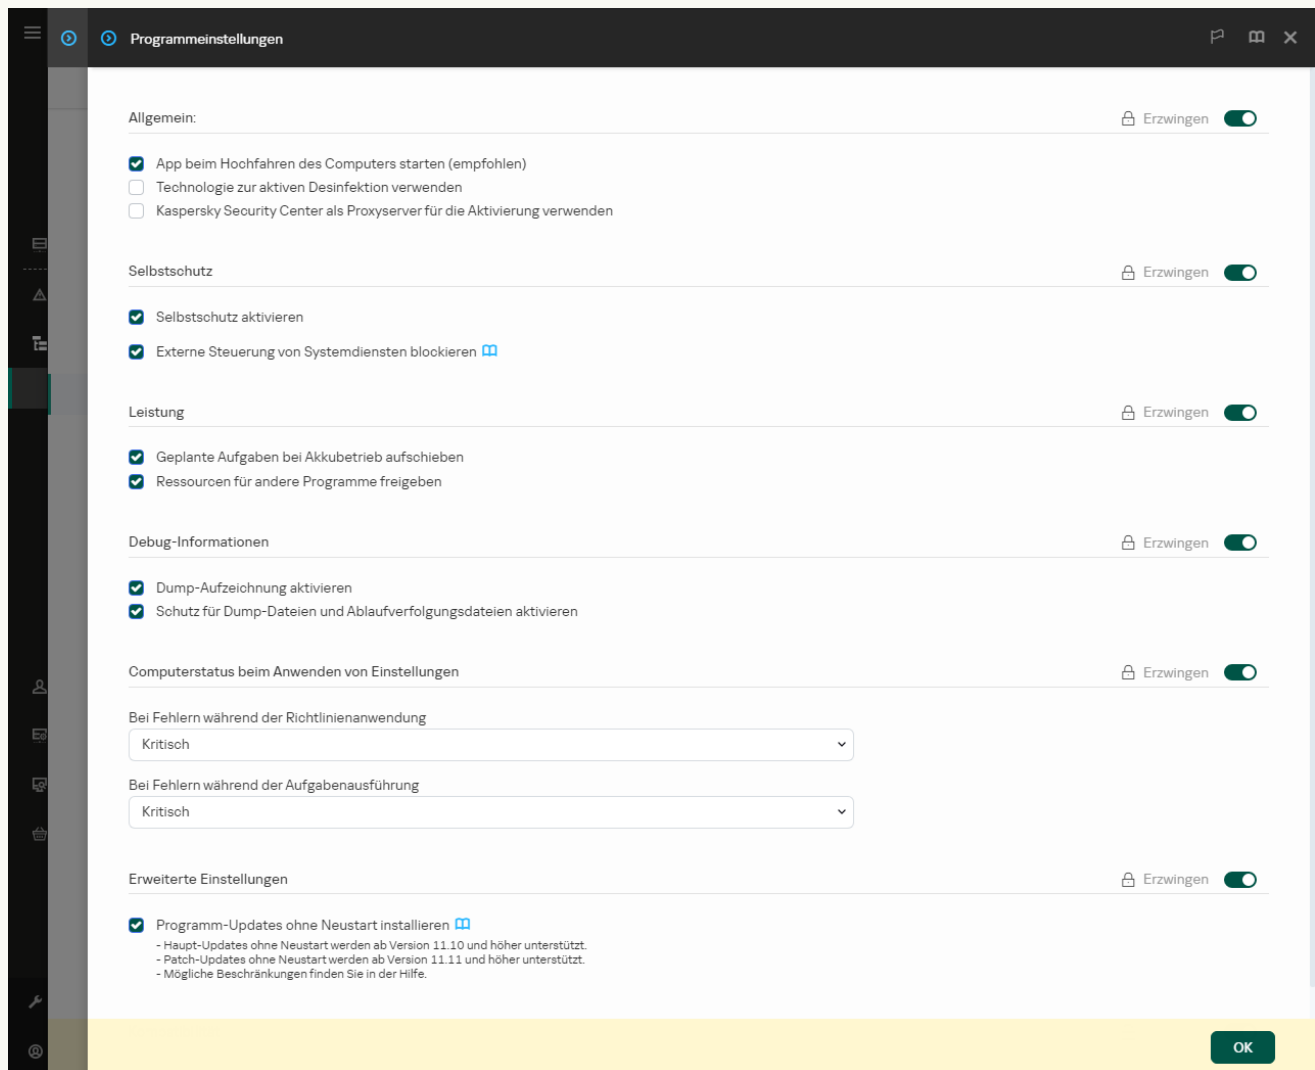 Programmeinstellungen
Allgemein:
Erzwingen
App beim Hochfahren des Computers starten (empfohlen)
Technologie zur aktiven Desinfektion verwenden
Kaspersky Security Center als Proxyserver für die Aktivierung verwenden
Selbstschutz
Erzwingen
Selbstschutz aktivieren
Externe Steuerung von Systemdiensten blockieren
Leistung
Erzwingen
Geplante Aufgaben bei Akkubetrieb aufschieben
Ressourcen für andere Programme freigeben
Debug-Informationen
Erzwingen
Dump-Aufzeichnung aktivieren
Schutz für Dump-Dateien und Ablaufverfolgungsdateien aktivieren
Computerstatus beim Anwenden von Einstellungen
Erzwingen
Bei Fehlern während der Richtlinienanwendung
Kritisch
Bei Fehlern während der Aufgabenausführung
Kritisch
Erweiterte Einstellungen
Erzwingen
Programm-Updates ohne Neustart installieren
- Haupt-Updates ohne Neustart werden ab Version 11.10 und höher unterstützt.
- Patch-Updates ohne Neustart werden ab Version 11.11 und höher unterstützt.
- Mögliche Beschränkungen finden Sie in der Hilfe.
OK